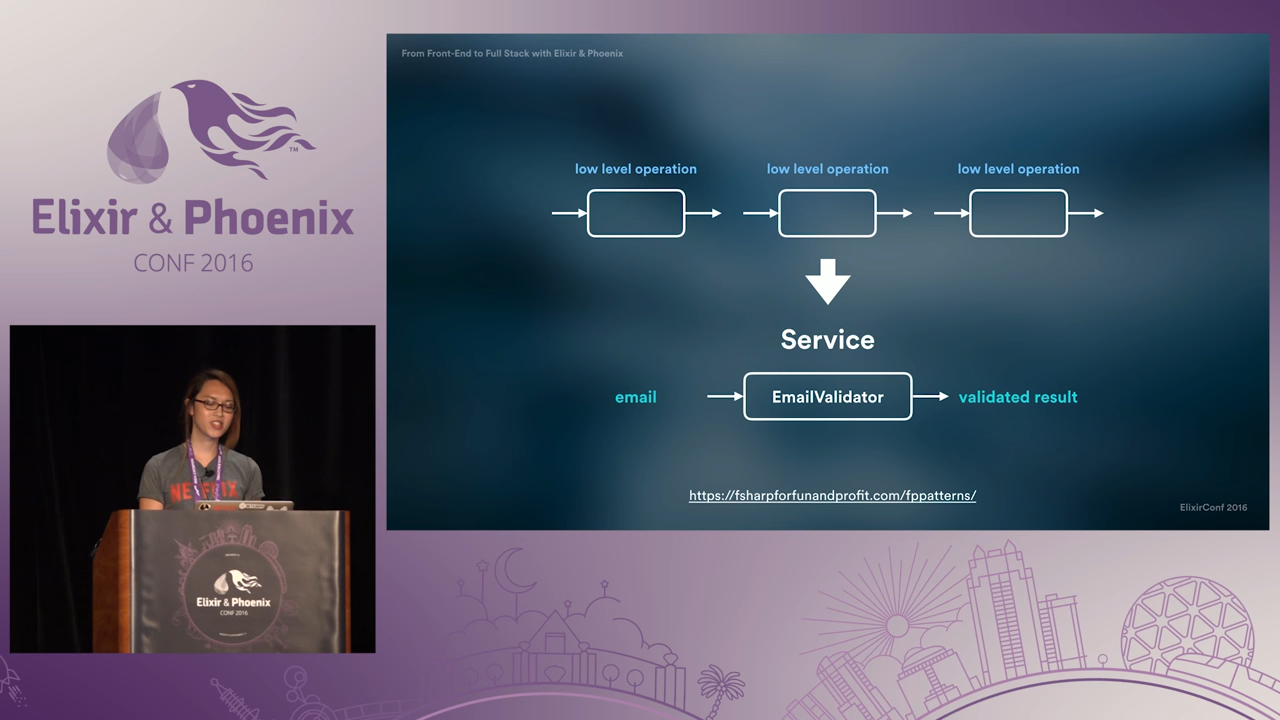 Elixir & Phoenix
TM
CONF 2016
From Front-End to Full Stack with Elixir & Phoenix
low level operation
low level operation
low level operation
Service
email
EmailValidator
validated result
https://fsharpforfunandprofit.com/fppatterns/
ElixirConf 2016
NETFLIX
Elixir & Phoenix
CONF 2016